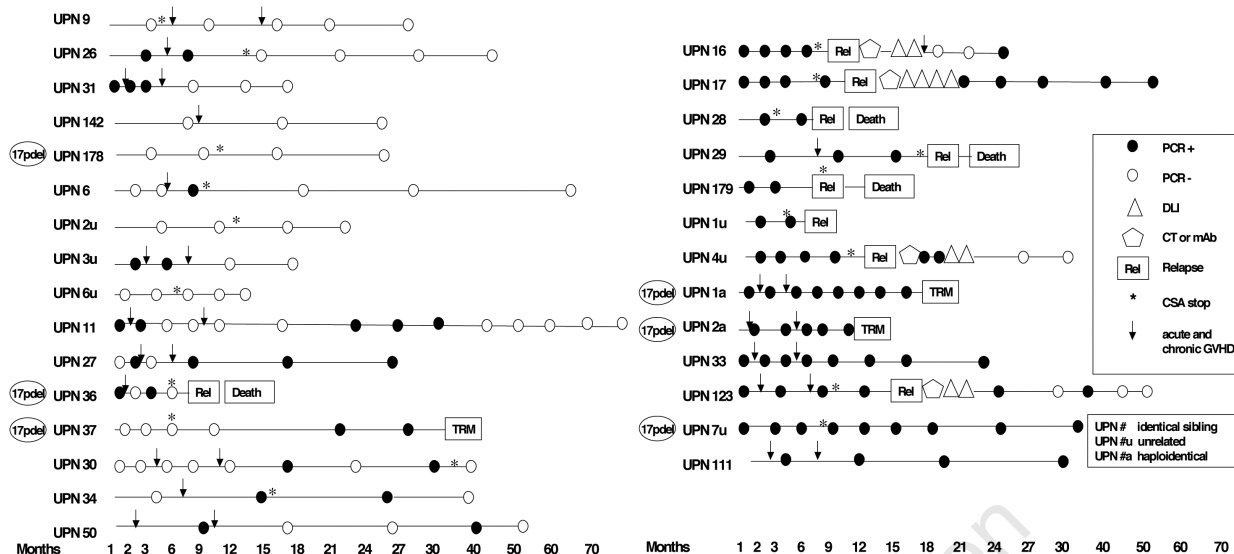 UPN 9
*
UPN 26
*
UPN 31
UPN 142
17pdel UPN 178
*
UPN 6
*
UPN 2u
*
UPN 3u
UPN 6u
*
UPN 11
UPN 27
17pdel UPN 36 * Rel Death
17pdel UPN 37 * TRM
UPN 30
*
UPN 34
*
UPN 50
Months 1 2 3 6 9 12 15 18 21 24 27 30 40 50 60 70
UPN 16 * Rel
UPN 17 * Rel
UPN 28 * Rel Death
UPN 29 * Rel Death
UPN 179 * Rel Death
UPN 1u * Rel
UPN 4u * Rel
17pdel UPN 1a TRM
17pdel UPN 2a TRM
UPN 33
UPN 123 * Rel
17pdel UPN 7u *
UPN 111
Months 1 2 3 6 9 12 15 18 21 24 27 30 40 50 60 70
PCR +
PCR -
DLI
CT or mAb
Rel Relapse
* CSA stop
acute and
chronic GVHD
UPN # identical sibling
UPN #u unrelated
UPN #a haploidentical